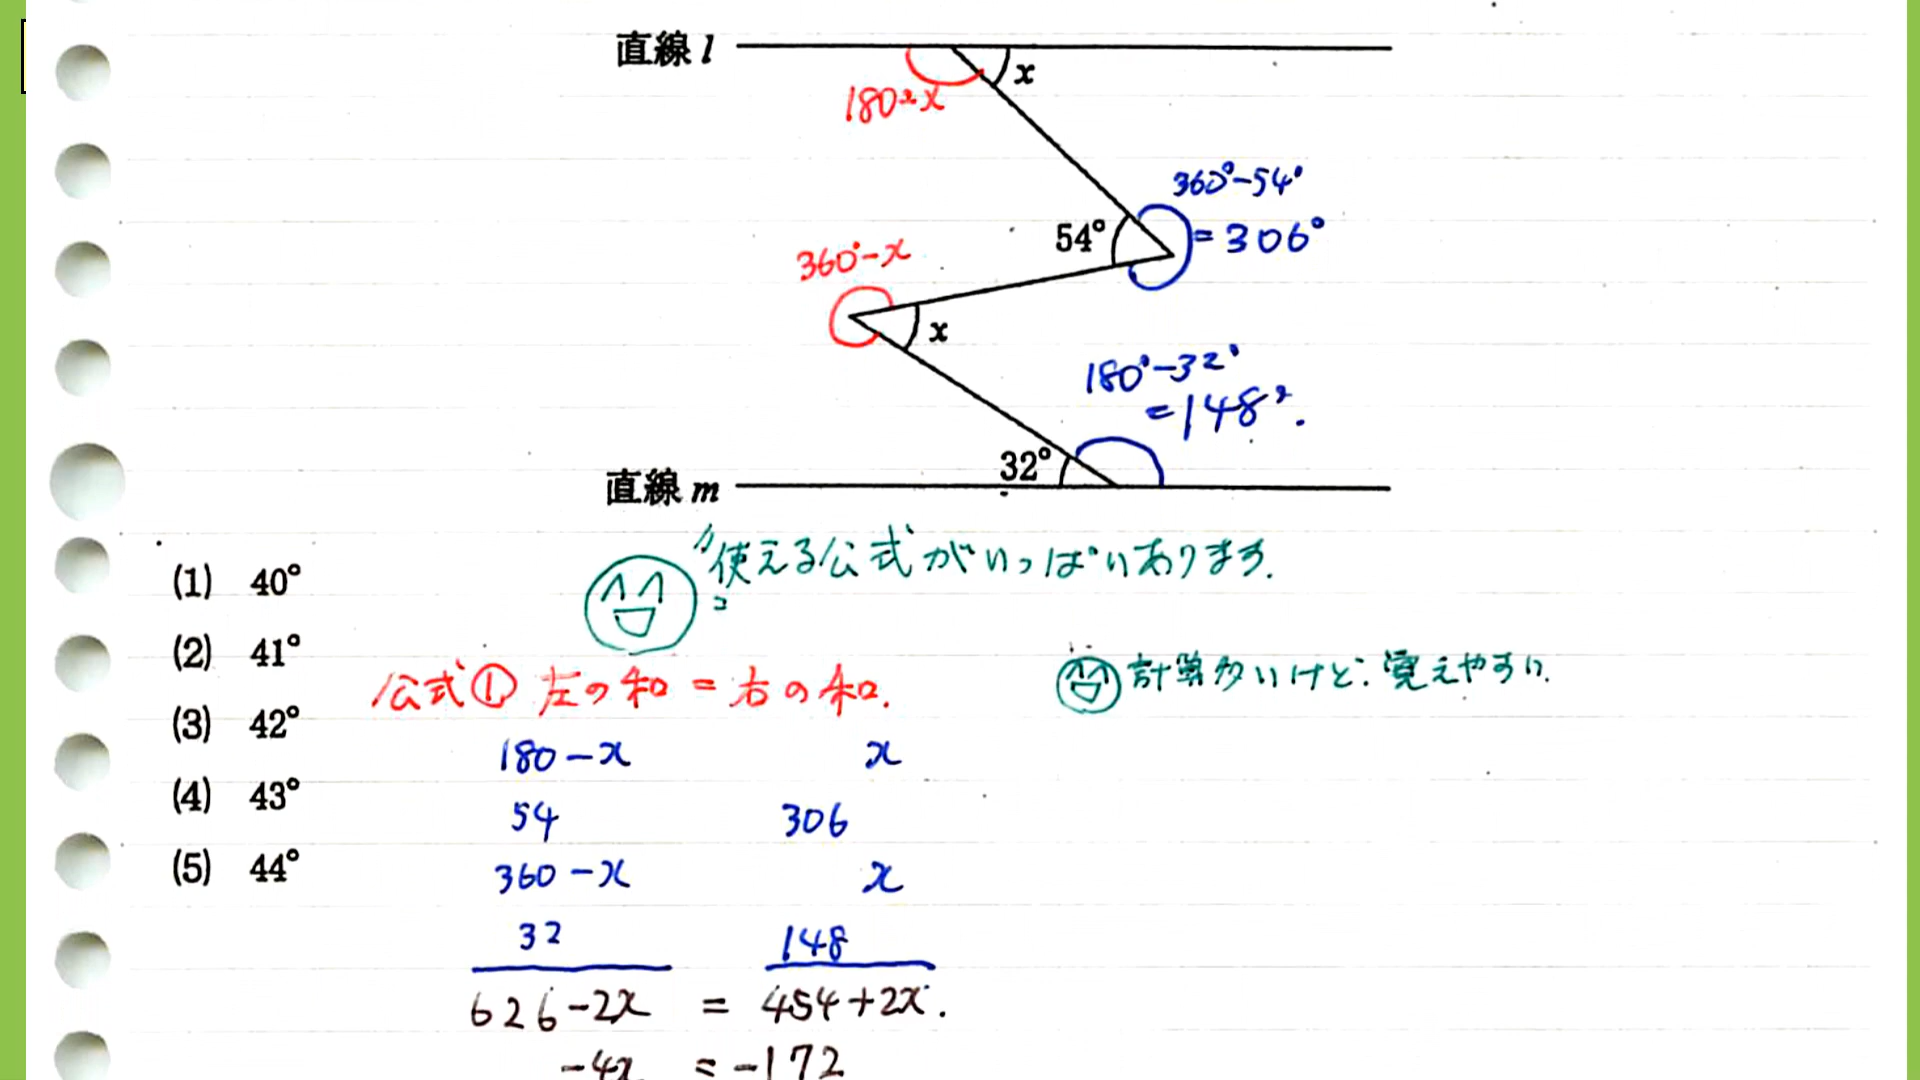 直線 l
x
180°-x
360°-54°
54°
=306°
360°-x
x
180°-32°
=148°.
32°
直線 m
使える公式がいっぱいあります.
(1) 40°
(2) 41°
(3) 42°
(4) 43°
(5) 44°
公式① 左の和 = 右の和.
計算多いけど: 覚えやすい.
180-x x
54 306
360-x x
32 148
626-2x = 454+2x.
-4x = -172